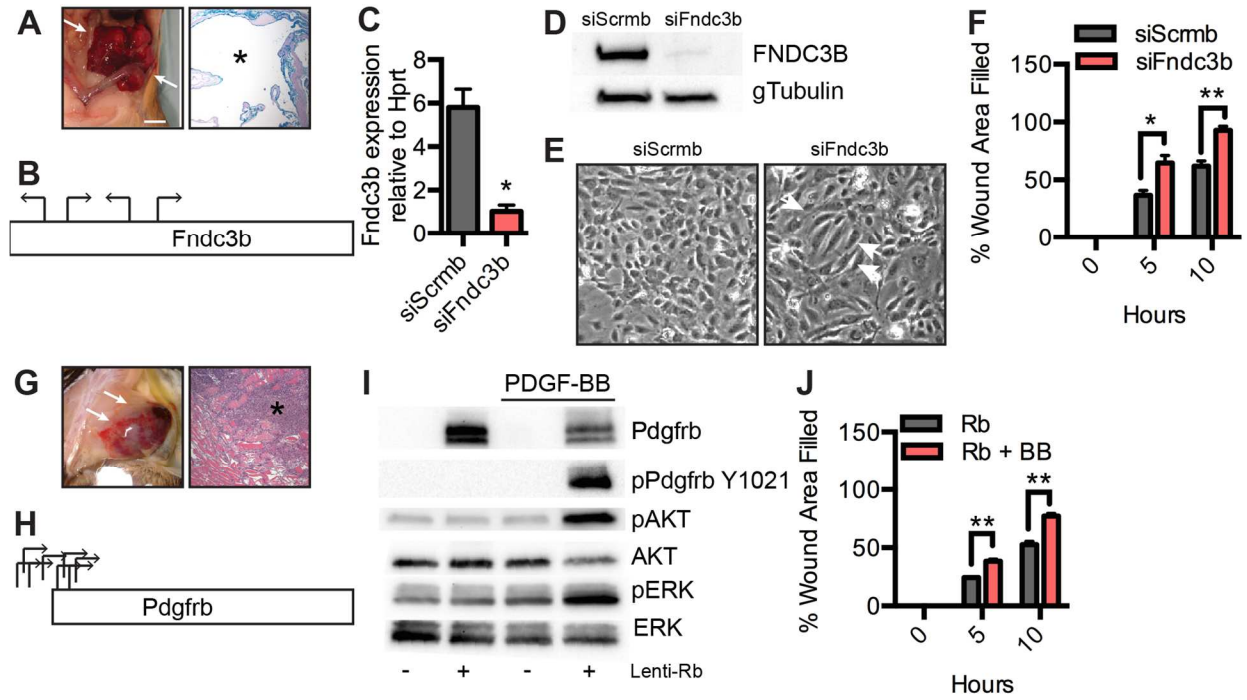 A
B
Fndc3b
C
Fndc3b expression
relative to Hprt
8
6
4
2
0
*
siScrmb
siFndc3b
D
siScrmb siFndc3b
FNDC3B
gTubulin
E
siScrmb
siFndc3b
F
siScrmb
siFndc3b
% Wound Area Filled
150
100
50
0
*
**
0
5
10
Hours
G
*
H
Pdgfrb
I
PDGF-BB
Pdgfrb
pPdgfrb Y1021
pAKT
AKT
pERK
ERK
- + - + Lenti-Rb
J
Rb
Rb + BB
% Wound Area Filled
150
100
50
0
**
**
0
5
10
Hours